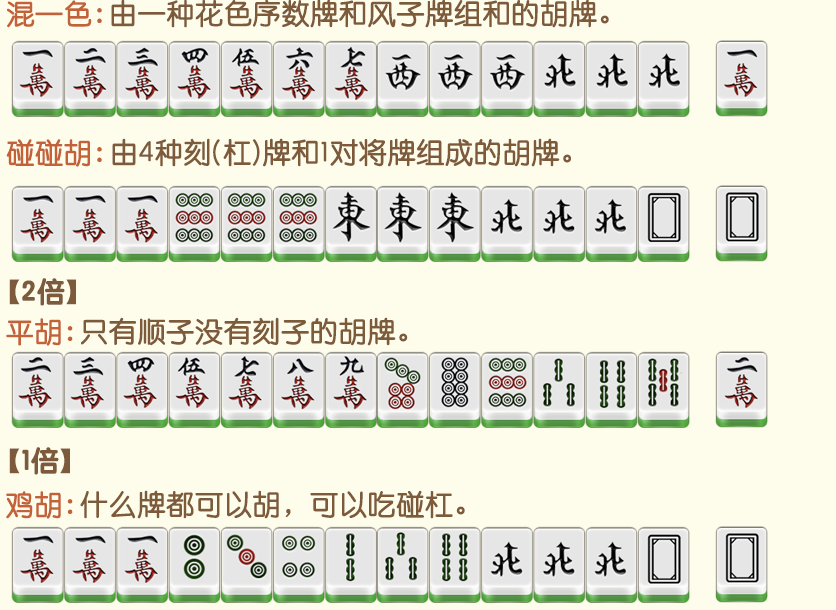 混一色:由一种花色序数牌和风子牌组和的胡牌。
一萬 二萬 三萬 四萬 伍萬 六萬 七萬 西 西 西 北 北 北 一萬
碰碰胡:由4种刻(杠)牌和1对将牌组成的胡牌。
一萬 一萬 一萬 東 東 東 北 北 北
【2倍】
平胡:只有顺子没有刻子的胡牌。
二萬 三萬 四萬 伍萬 七萬 八萬 九萬 二萬
【1倍】
鸡胡:什么牌都可以胡，可以吃碰杠。
一萬 一萬 一萬 北 北 北